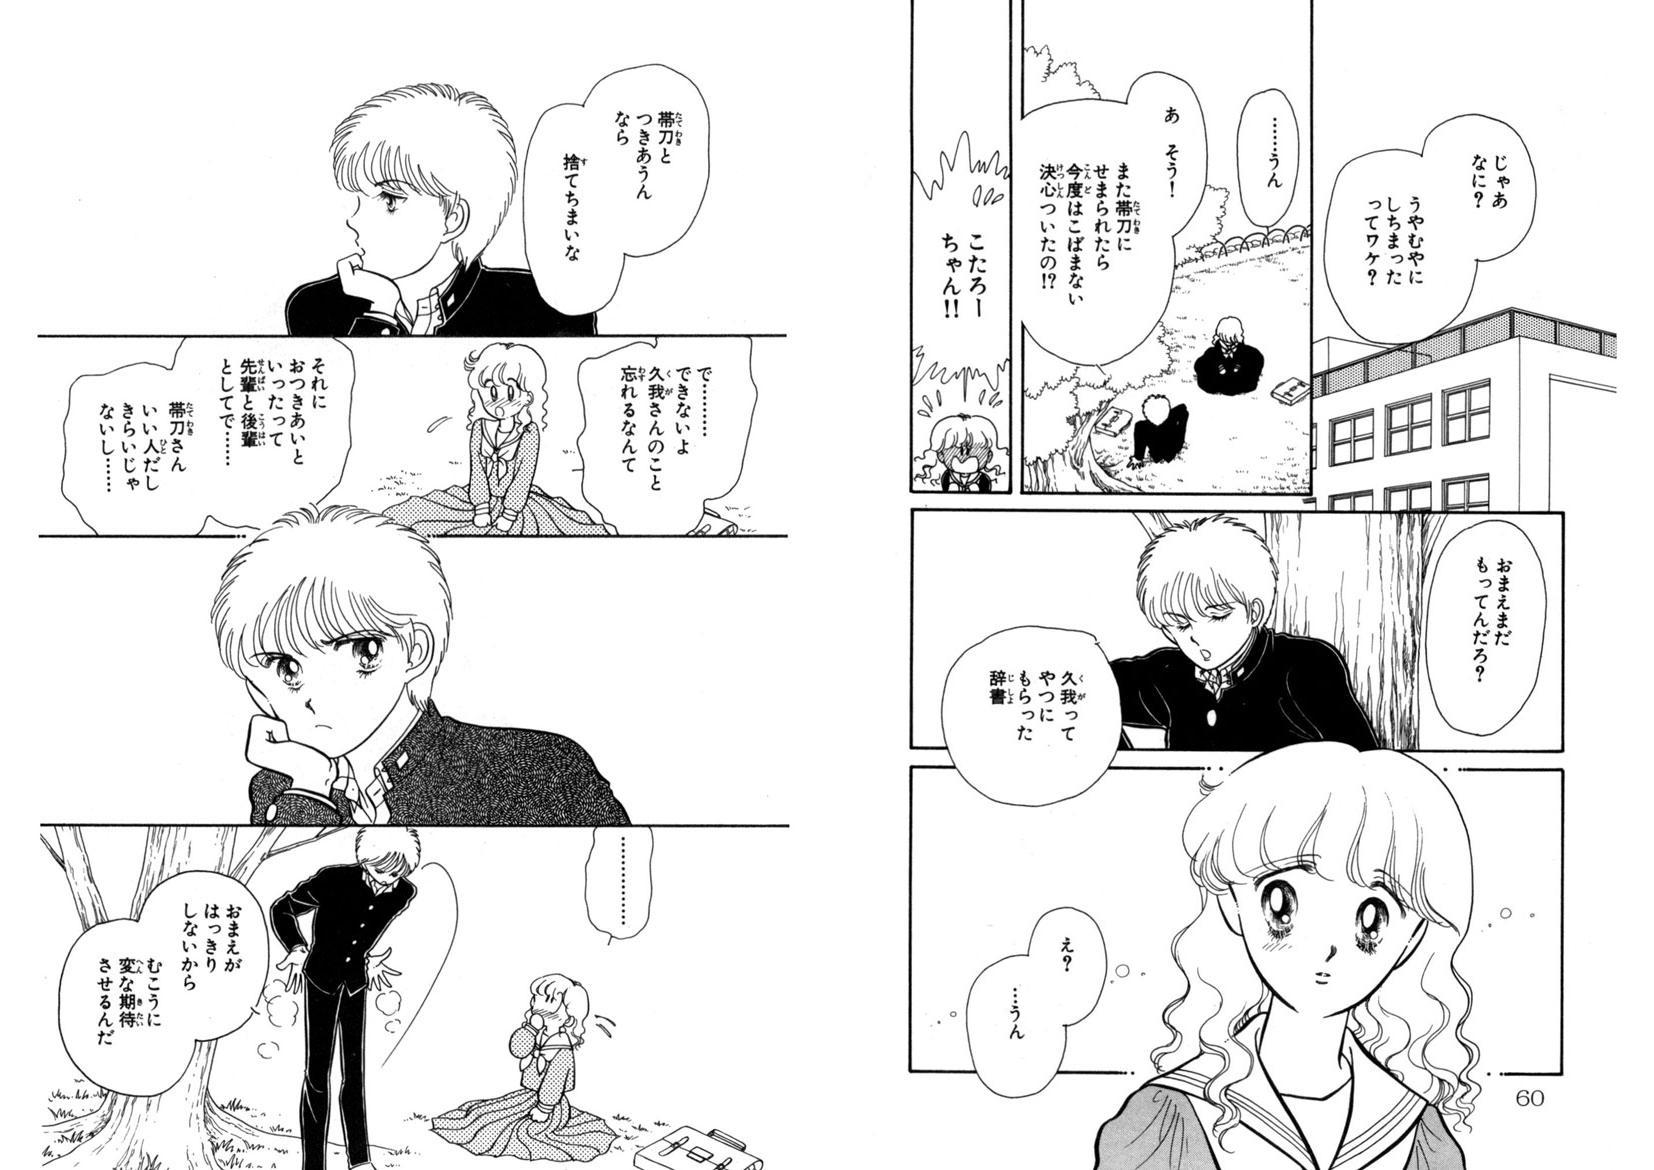 じゃあ
なに？
うやむやに
しちまった
ってワケ？
……うん
あ そう！
また帯刀に
せまられたら
今度はこばまない
決心ついたの!?
こたろー
ちゃん!!
おまえまだ
もってんだろ？
久我って
やつに
もらった
辞書
え？
…うん
60
帯刀と
つきあうん
なら
捨てちまいな
で…………
できないよ
久我さんのこと
忘れるなんて
それに
おつきあいと
いったって
先輩と後輩
としてで……
帯刀さん
いい人だし
きらいじゃ
ないし……
…………
おまえが
はっきり
しないから
むこうに
変な期待
させるんだ